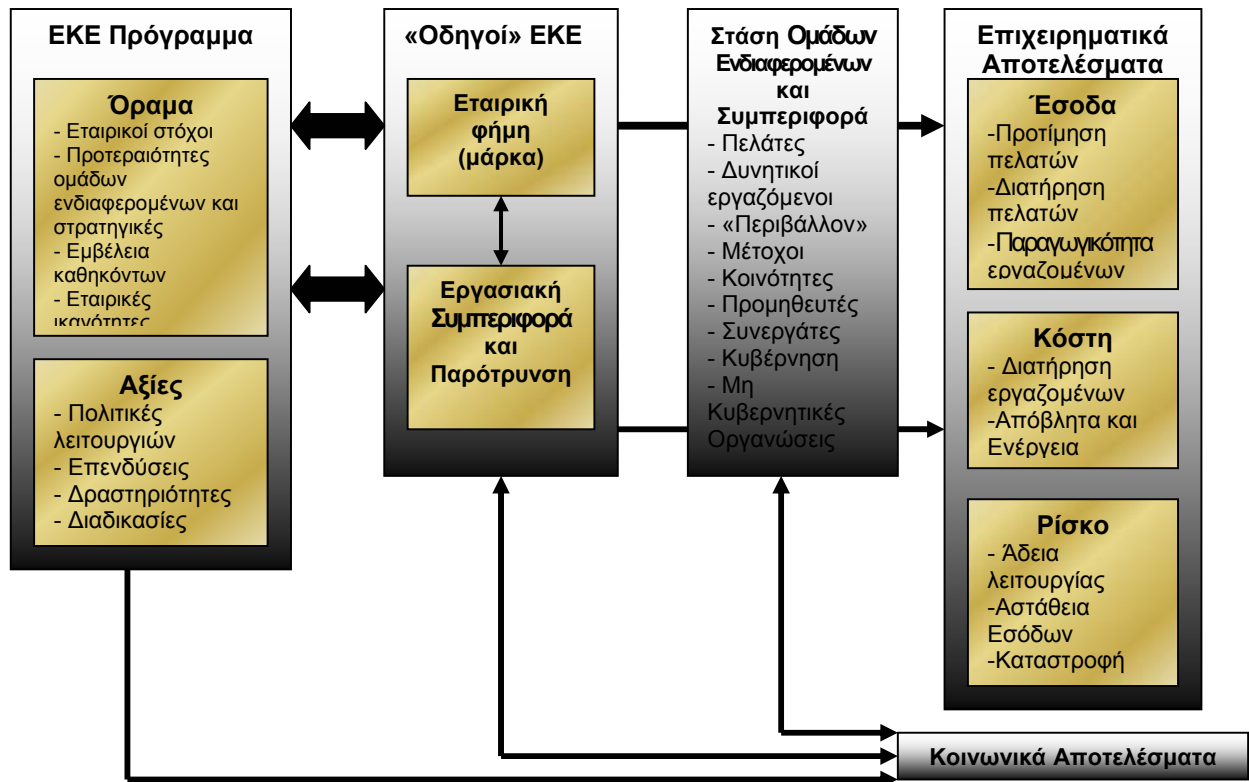 ΕΚΕ Πρόγραμμα
Όραμα
- Εταιρικοί στόχοι
- Προτεραιότητες
ομάδων
ενδιαφερομένων και
στρατηγικές
- Εμβέλεια
καθηκόντων
- Εταιρικές
ικανότητες
Αξίες
- Πολιτικές
λειτουργιών
- Επενδύσεις
- Δραστηριότητες
- Διαδικασίες
«Οδηγοί» ΕΚΕ
Εταιρική
φήμη
(μάρκα)
Εργασιακή
Συμπεριφορά
και
Παρότρυνση
Στάση Ομάδων
Ενδιαφερομένων
και
Συμπεριφορά
- Πελάτες
- Δυνητικοί
εργαζόμενοι
- «Περιβάλλον»
- Μέτοχοι
- Κοινότητες
- Προμηθευτές
- Συνεργάτες
- Κυβέρνηση
- Μη
Κυβερνητικές
Οργανώσεις
Επιχειρηματικά
Αποτελέσματα
Έσοδα
-Προτίμηση
πελατών
-Διατήρηση
πελατών
-Παραγωγικότητα
εργαζομένων
Κόστη
- Διατήρηση
εργαζομένων
-Απόβλητα και
Ενέργεια
Ρίσκο
- Άδεια
λειτουργίας
-Αστάθεια
Εσόδων
-Καταστροφή
Κοινωνικά Αποτελέσματα